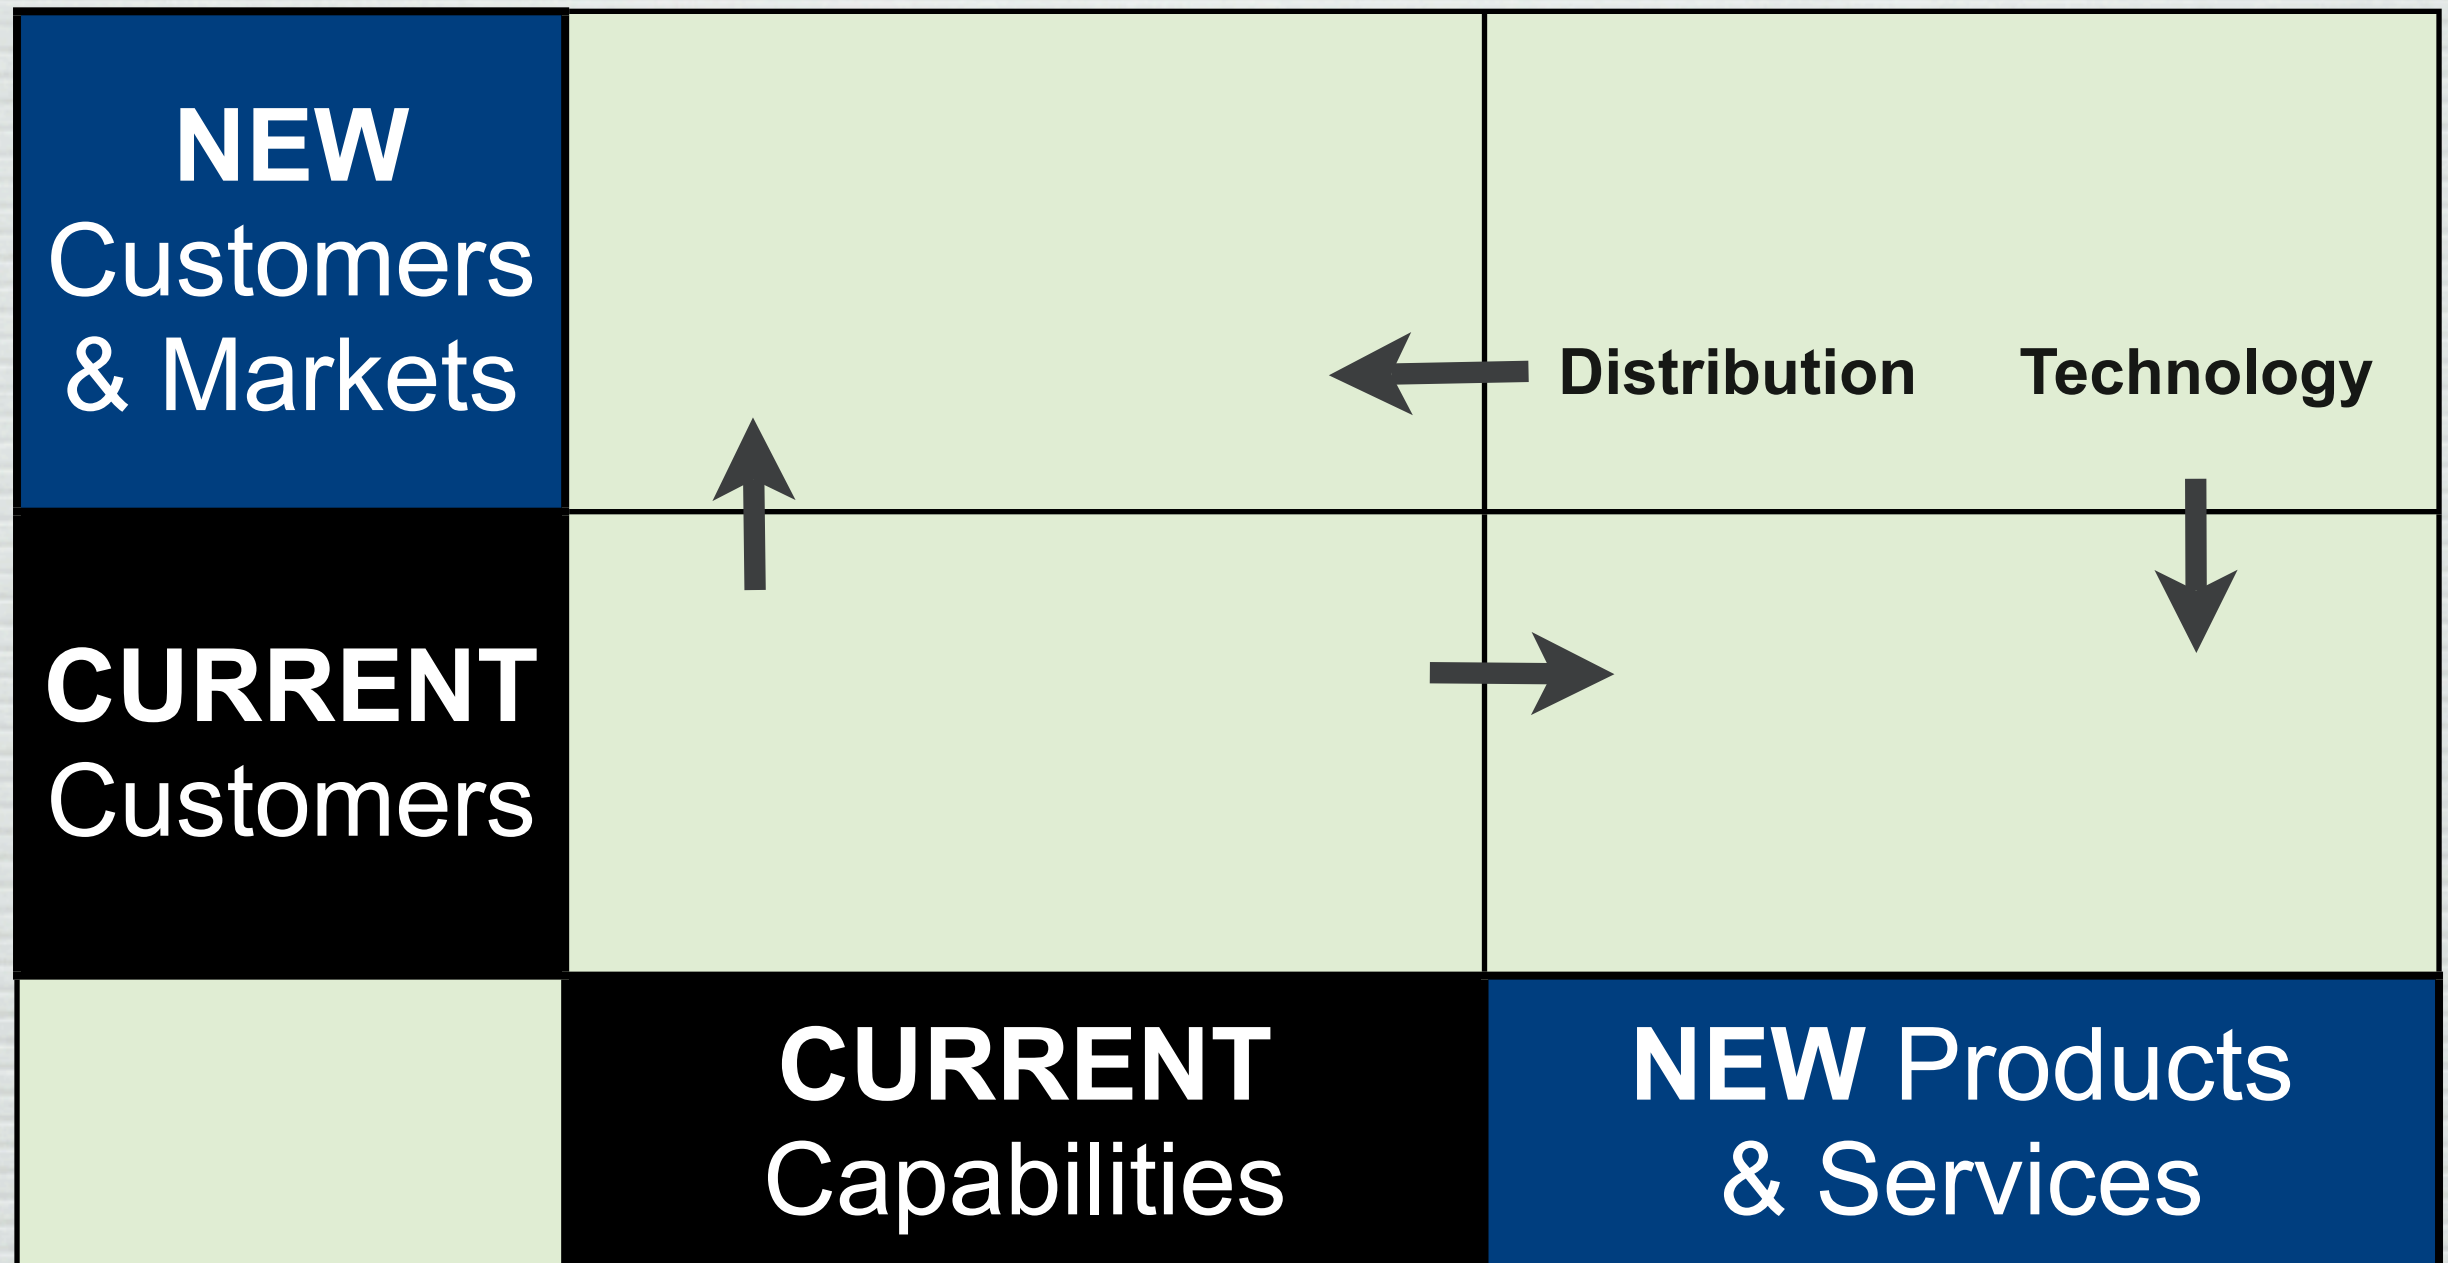 NEW
Customers
& Markets
Distribution Technology
CURRENT
Customers
CURRENT
Capabilities
NEW Products
& Services